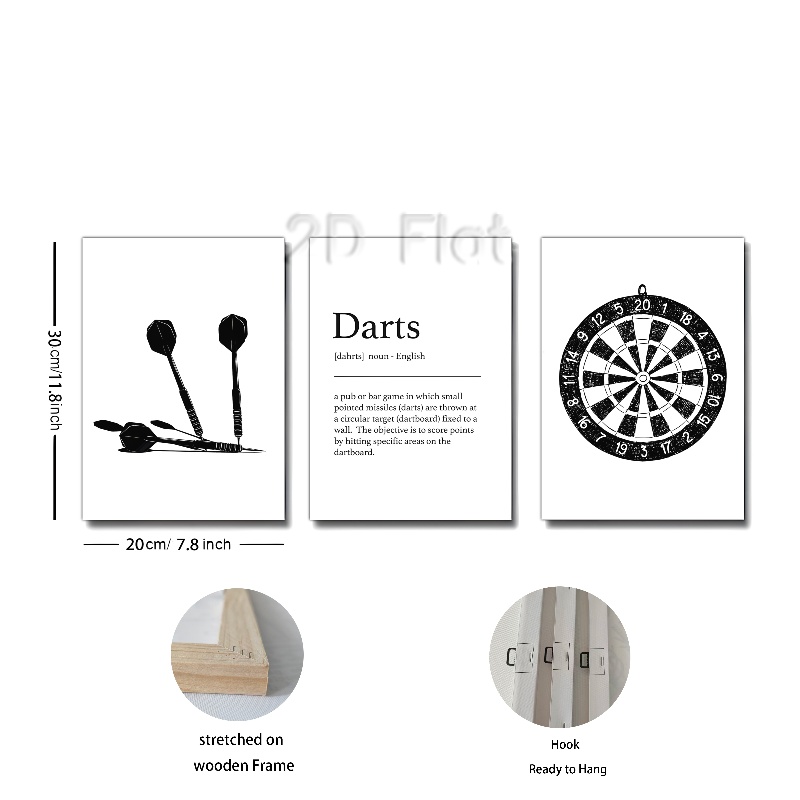 2D Flat
30cm/11.8inch
Darts
[dahrts] noun - English
a pub or bar game in which small
pointed missiles (darts) are thrown at
a circular target (dartboard) fixed to a
wall. The objective is to score points
by hitting specific areas on the
dartboard.
20 1 18 4 13 6 10 15 2 17 3 19 7 16 8 11 14 9 12 5
20cm/ 7.8 inch
stretched on
wooden Frame
Hook
Ready to Hang